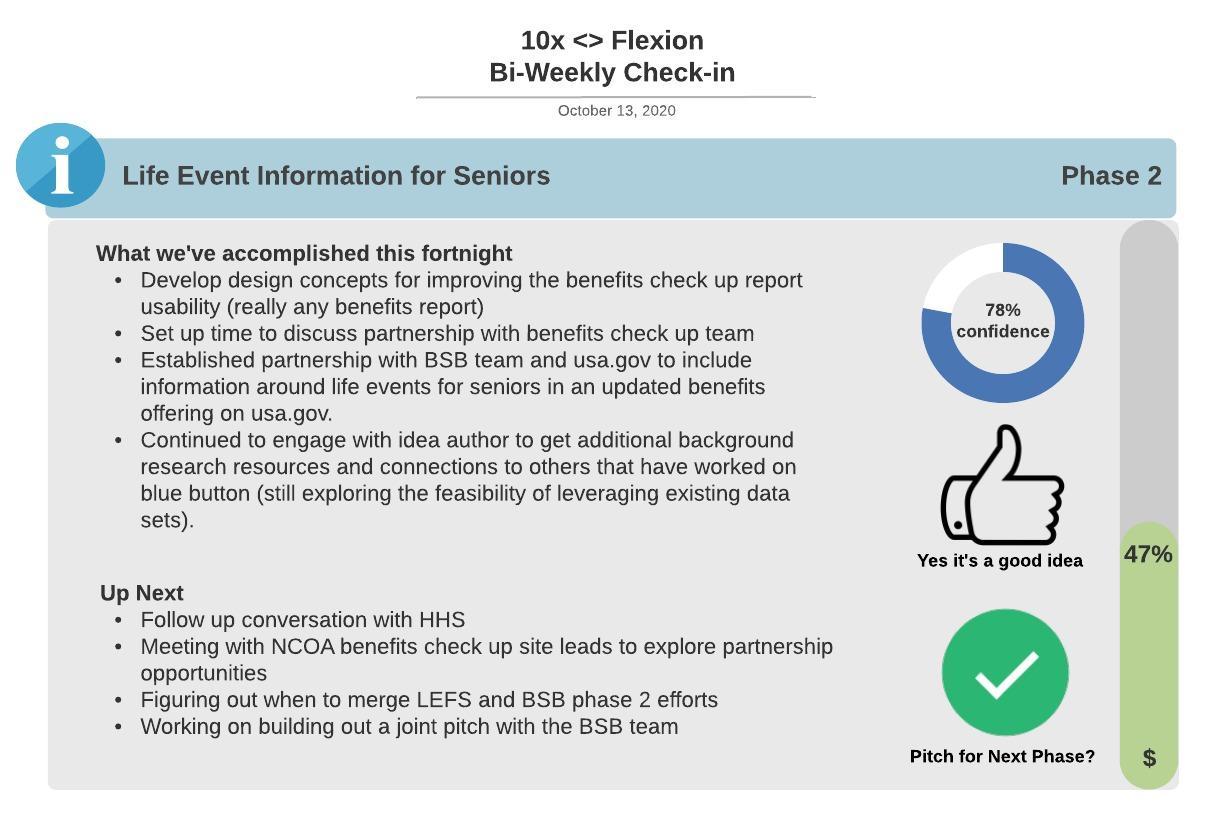 10x <> Flexion
Bi-Weekly Check-in
October 13, 2020
i
Life Event Information for Seniors
Phase 2
What we've accomplished this fortnight
• Develop design concepts for improving the benefits check up report
usability (really any benefits report)
• Set up time to discuss partnership with benefits check up team
• Established partnership with BSB team and usa.gov to include
information around life events for seniors in an updated benefits
offering on usa.gov.
• Continued to engage with idea author to get additional background
research resources and connections to others that have worked on
blue button (still exploring the feasibility of leveraging existing data
sets).
Up Next
• Follow up conversation with HHS
• Meeting with NCOA benefits check up site leads to explore partnership
opportunities
• Figuring out when to merge LEFS and BSB phase 2 efforts
• Working on building out a joint pitch with the BSB team
78%
confidence
Yes it's a good idea
Pitch for Next Phase?
47%
$